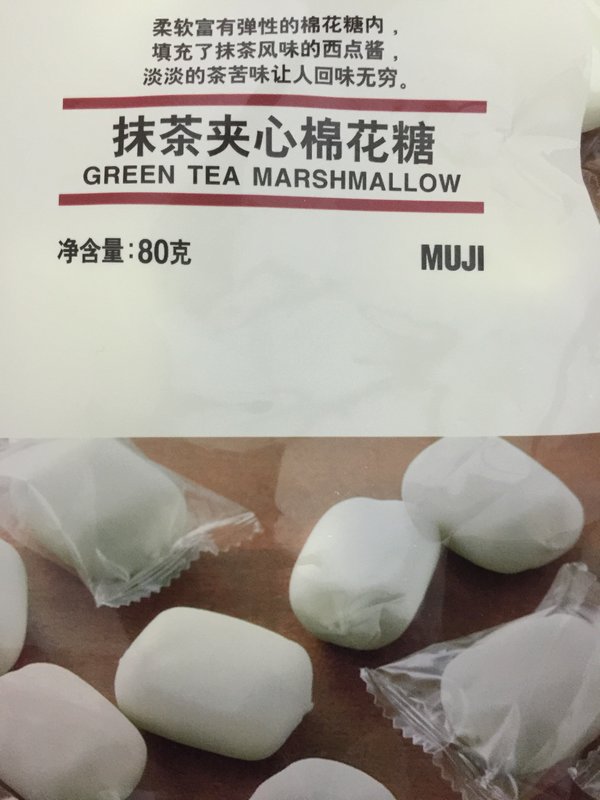 柔软富有弹性的棉花糖内，
填充了抹茶风味的西点酱，
淡淡的茶苦味让人回味无穷。
抹茶夹心棉花糖
GREEN TEA MARSHMALLOW
净含量：80克 MUJI